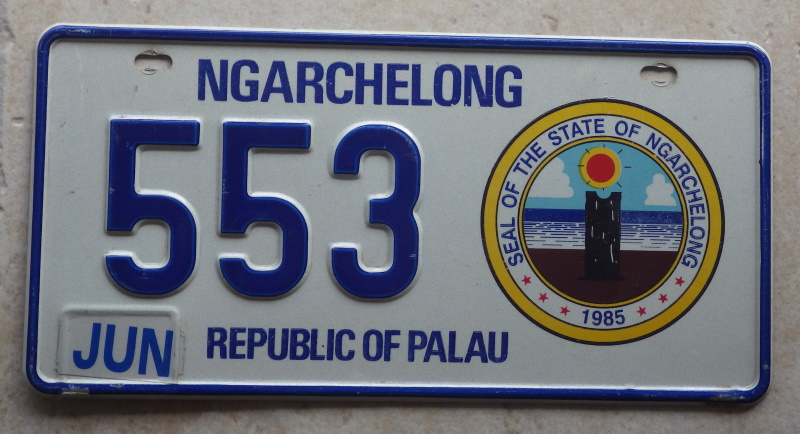 NGARCHELONG
553
SEAL OF THE STATE OF NGARCHELONG
1985
JUN
REPUBLIC OF PALAU